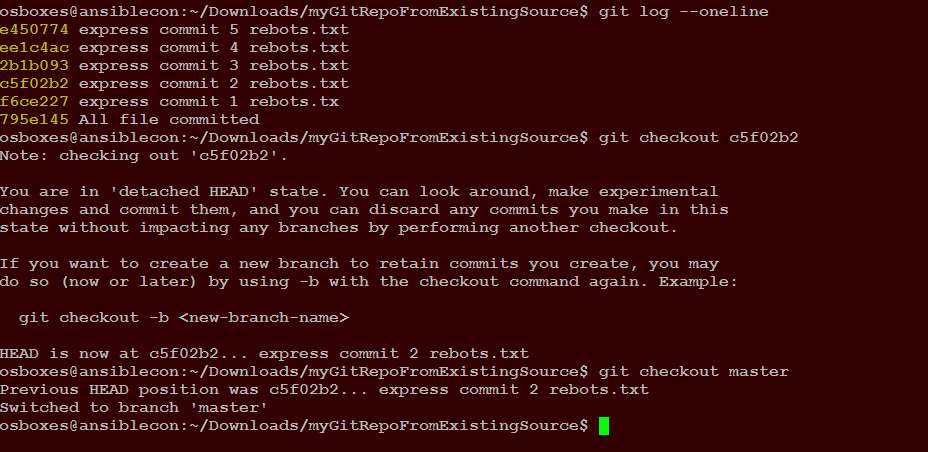 osboxes@ansiblecon:~/Downloads/myGitRepoFromExistingSource$ git log --oneline
e450774 express commit 5 rebots.txt
ee1c4ac express commit 4 rebots.txt
2b1b093 express commit 3 rebots.txt
c5f02b2 express commit 2 rebots.txt
f6ce227 express commit 1 rebots.tx
795e145 All file committed
osboxes@ansiblecon:~/Downloads/myGitRepoFromExistingSource$ git checkout c5f02b2
Note: checking out 'c5f02b2'.
You are in 'detached HEAD' state. You can look around, make experimental
changes and commit them, and you can discard any commits you make in this
state without impacting any branches by performing another checkout.
If you want to create a new branch to retain commits you create, you may
do so (now or later) by using -b with the checkout command again. Example:
git checkout -b <new-branch-name>
HEAD is now at c5f02b2... express commit 2 rebots.txt
osboxes@ansiblecon:~/Downloads/myGitRepoFromExistingSource$ git checkout master
Previous HEAD position was c5f02b2... express commit 2 rebots.txt
Switched to branch 'master'
osboxes@ansiblecon:~/Downloads/myGitRepoFromExistingSource$